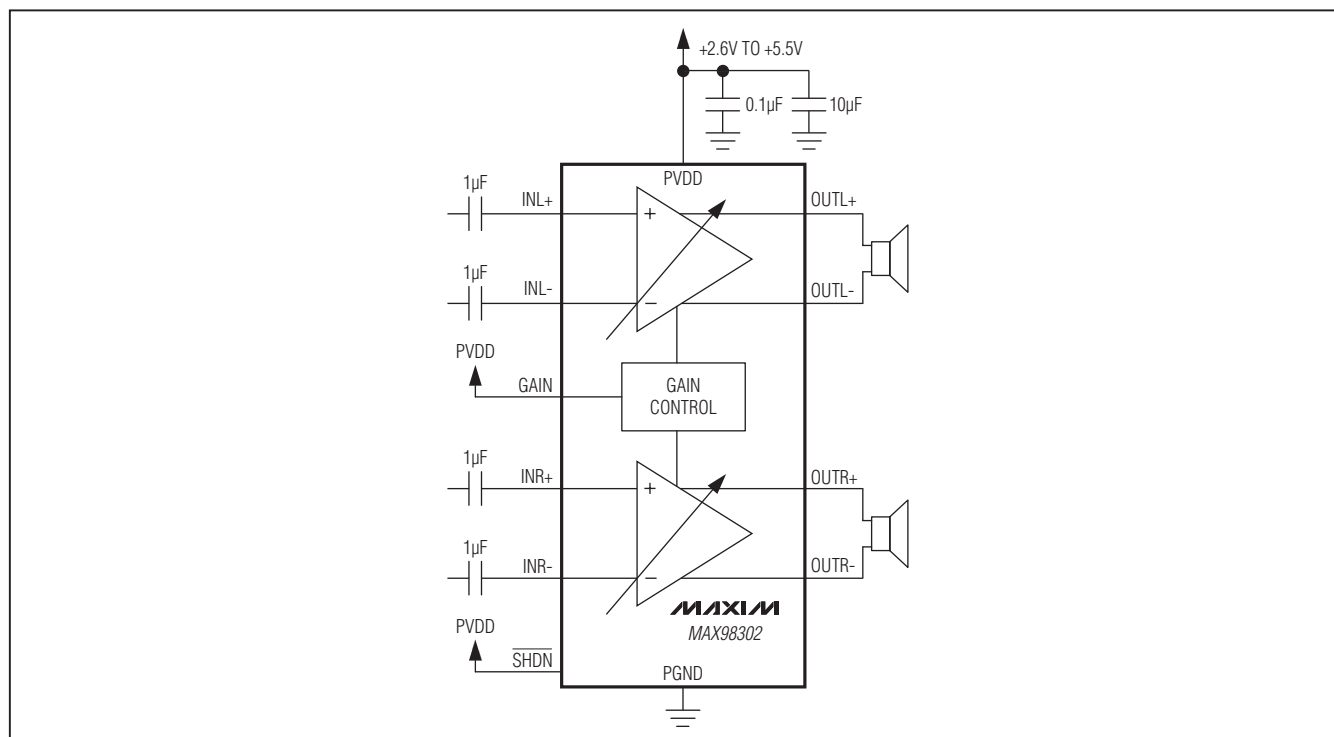 +2.6V TO +5.5V
0.1µF
10µF
PVDD
1µF
INL+
+
OUTL+
1µF
INL-
−
OUTL-
PVDD
GAIN
GAIN
CONTROL
1µF
INR+
+
OUTR+
1µF
INR-
−
OUTR-
MAXIM
MAX98302
PVDD
SHDN
PGND